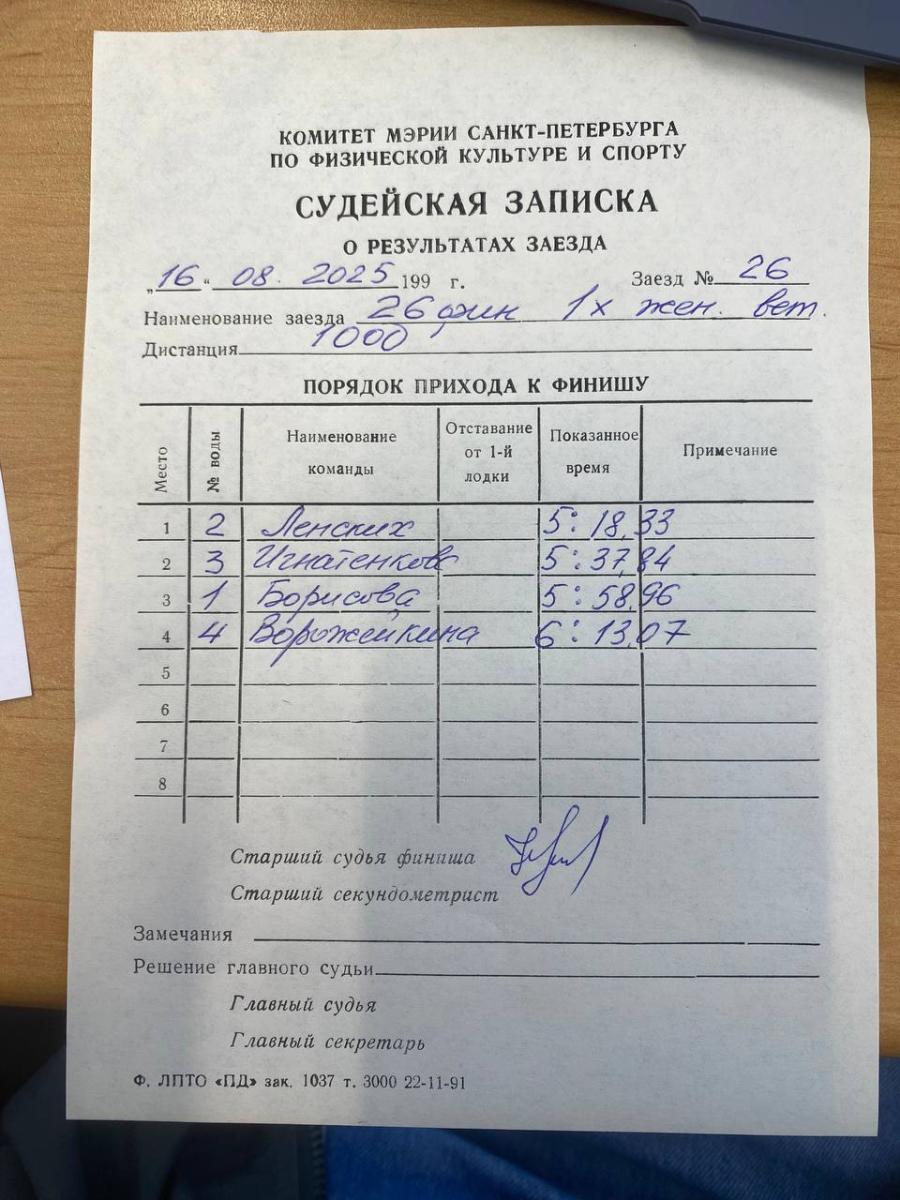 КОМИТЕТ МЭРИИ САНКТ-ПЕТЕРБУРГА
ПО ФИЗИЧЕСКОЙ КУЛЬТУРЕ И СПОРТУ
СУДЕЙСКАЯ ЗАПИСКА
О РЕЗУЛЬТАТАХ ЗАЕЗДА
„16“ 08. 2025 199 г. Заезд № 26
Наименование заезда 26 фин 1х жен. вет.
Дистанция 1000
ПОРЯДОК ПРИХОДА К ФИНИШУ
Место № воды Наименование команды Отставание от 1-й лодки Показанное время Примечание
1 2 Ленских 5:18,33
2 3 Игнатенкова 5:37,84
3 1 Борисова 5:58,96
4 4 Ворожейкина 6:13,07
5
6
7
8
Старший судья финиша
Старший секундометрист
Замечания
Решение главного судьи
Главный судья
Главный секретарь
Ф. ЛПТО «ПД» зак. 1037 т. 3000 22-11-91